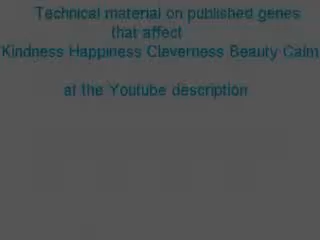 Technical material on published genes
that affect
Kindness Happiness Cleverness Beauty Calm
at the Youtube description